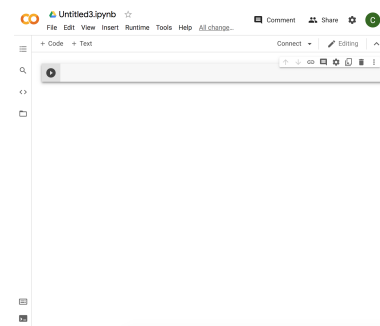 Untitled3.ipynb
Comment Share C
File Edit View Insert Runtime Tools Help All change...
+ Code + Text Connect Editing